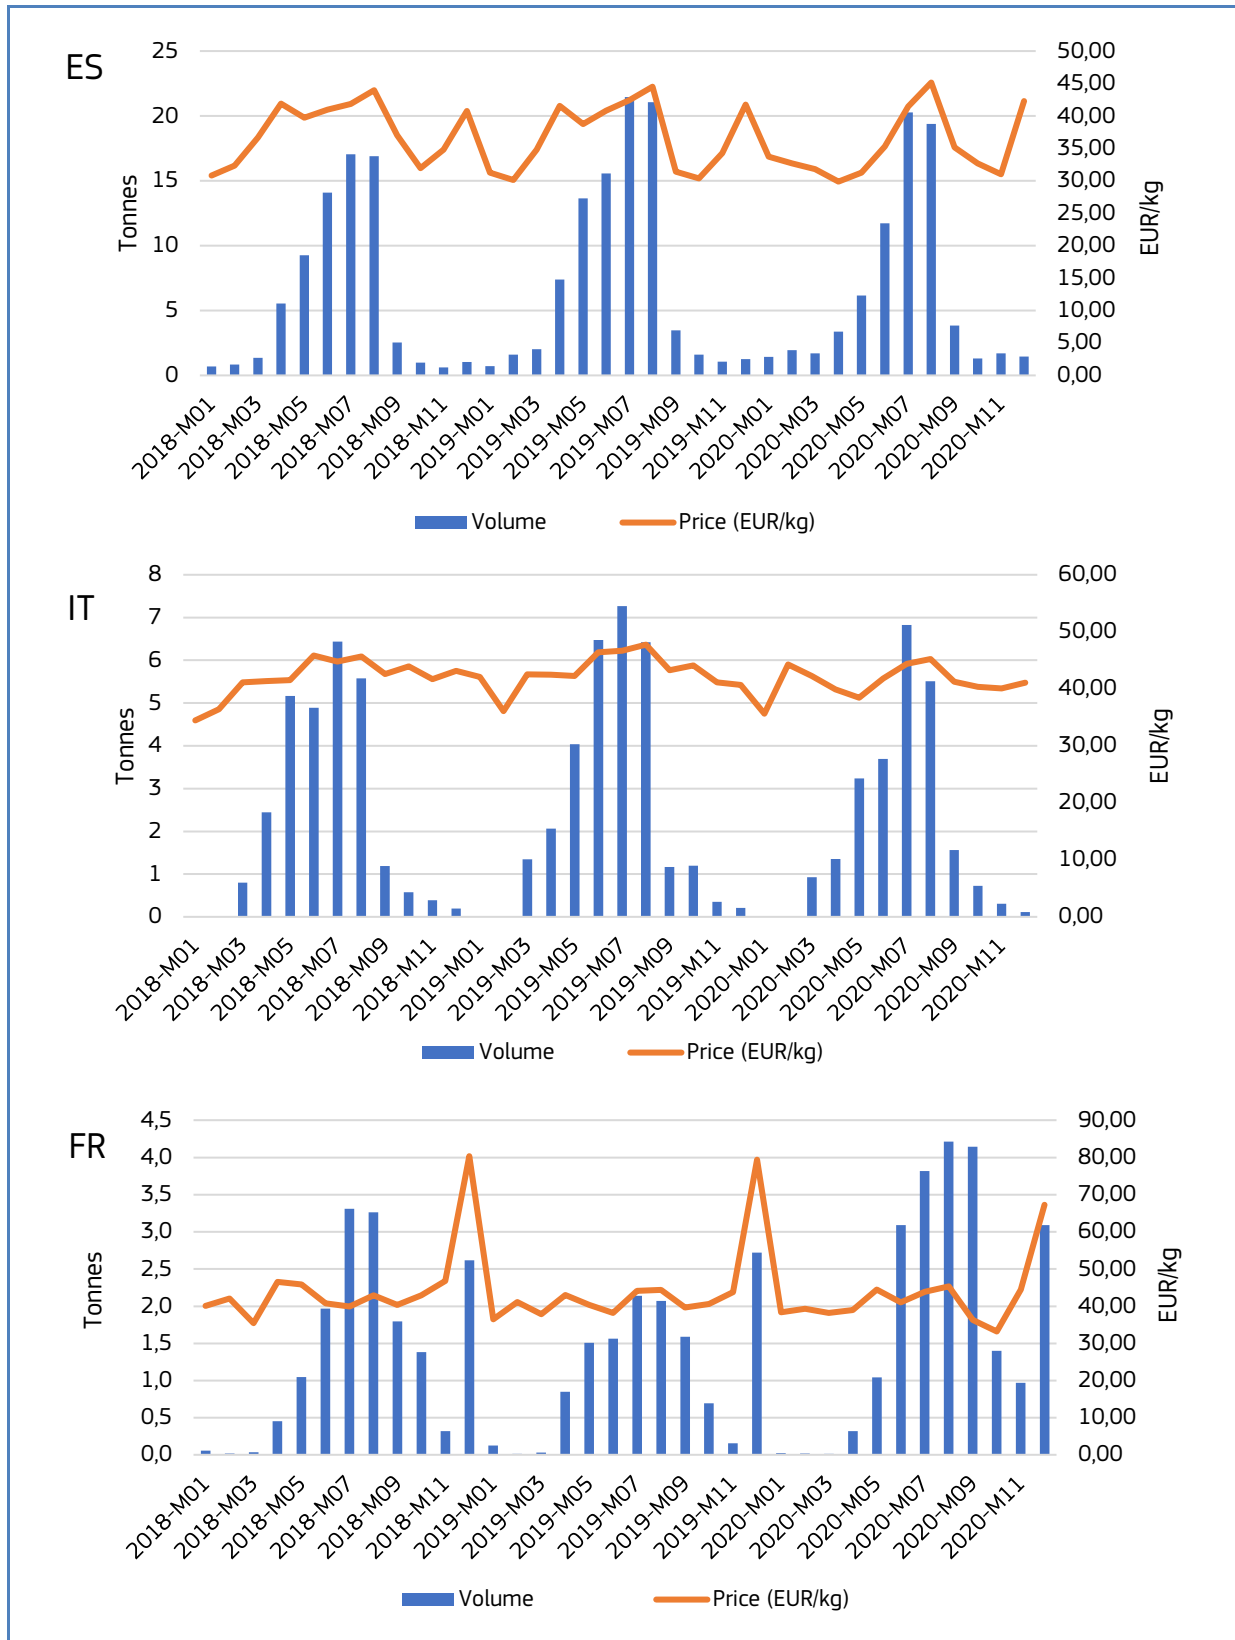 ES
25
20
15
10
5
0
Tonnes
50,00
45,00
40,00
35,00
30,00
25,00
20,00
15,00
10,00
5,00
0,00
EUR/kg
2018-M01
2018-M03
2018-M05
2018-M07
2018-M09
2018-M11
2019-M01
2019-M03
2019-M05
2019-M07
2019-M09
2019-M11
2020-M01
2020-M03
2020-M05
2020-M07
2020-M09
2020-M11
Volume
Price (EUR/kg)
IT
8
7
6
5
4
3
2
1
0
Tonnes
60,00
50,00
40,00
30,00
20,00
10,00
0,00
EUR/kg
2018-M01
2018-M03
2018-M05
2018-M07
2018-M09
2018-M11
2019-M01
2019-M03
2019-M05
2019-M07
2019-M09
2019-M11
2020-M01
2020-M03
2020-M05
2020-M07
2020-M09
2020-M11
Volume
Price (EUR/kg)
FR
4,5
4,0
3,5
3,0
2,5
2,0
1,5
1,0
0,5
0,0
Tonnes
90,00
80,00
70,00
60,00
50,00
40,00
30,00
20,00
10,00
0,00
EUR/kg
2018-M01
2018-M03
2018-M05
2018-M07
2018-M09
2018-M11
2019-M01
2019-M03
2019-M05
2019-M07
2019-M09
2019-M11
2020-M01
2020-M03
2020-M05
2020-M07
2020-M09
2020-M11
Volume
Price (EUR/kg)